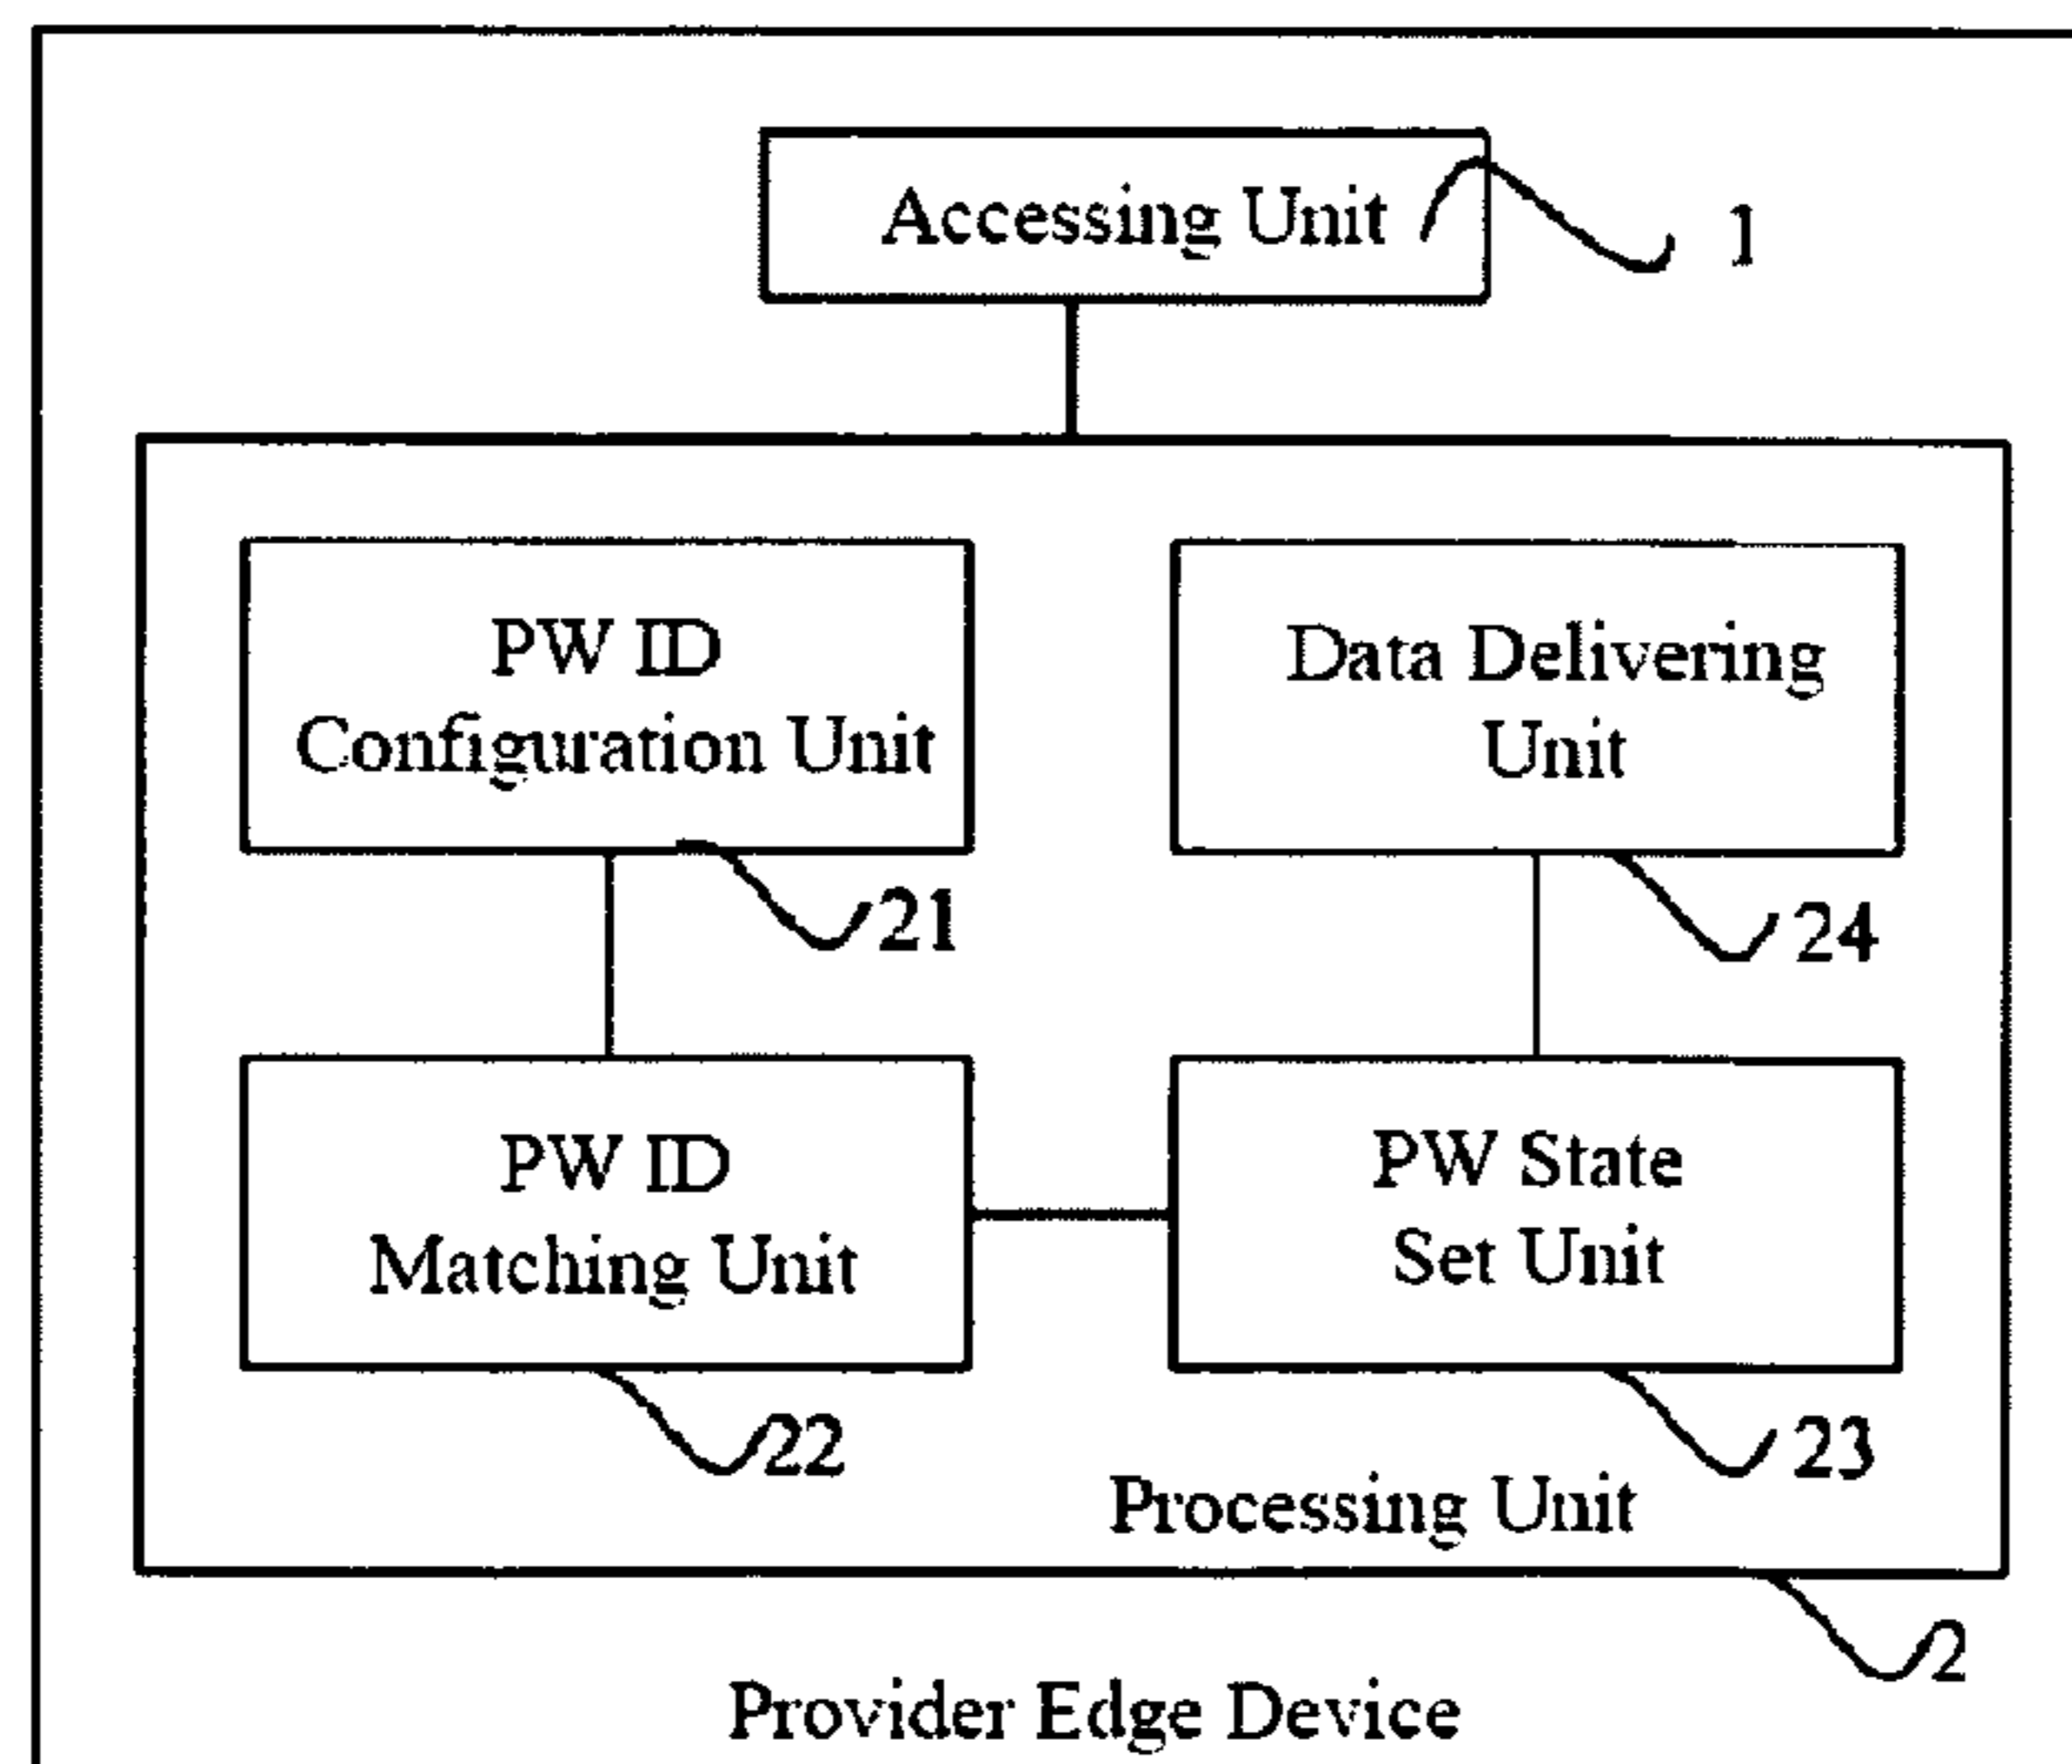 Accessing Unit
1
PW ID
Configuration Unit
21
Data Delivering
Unit
24
PW ID
Matching Unit
22
PW State
Set Unit
23
Processing Unit
2
Provider Edge Device